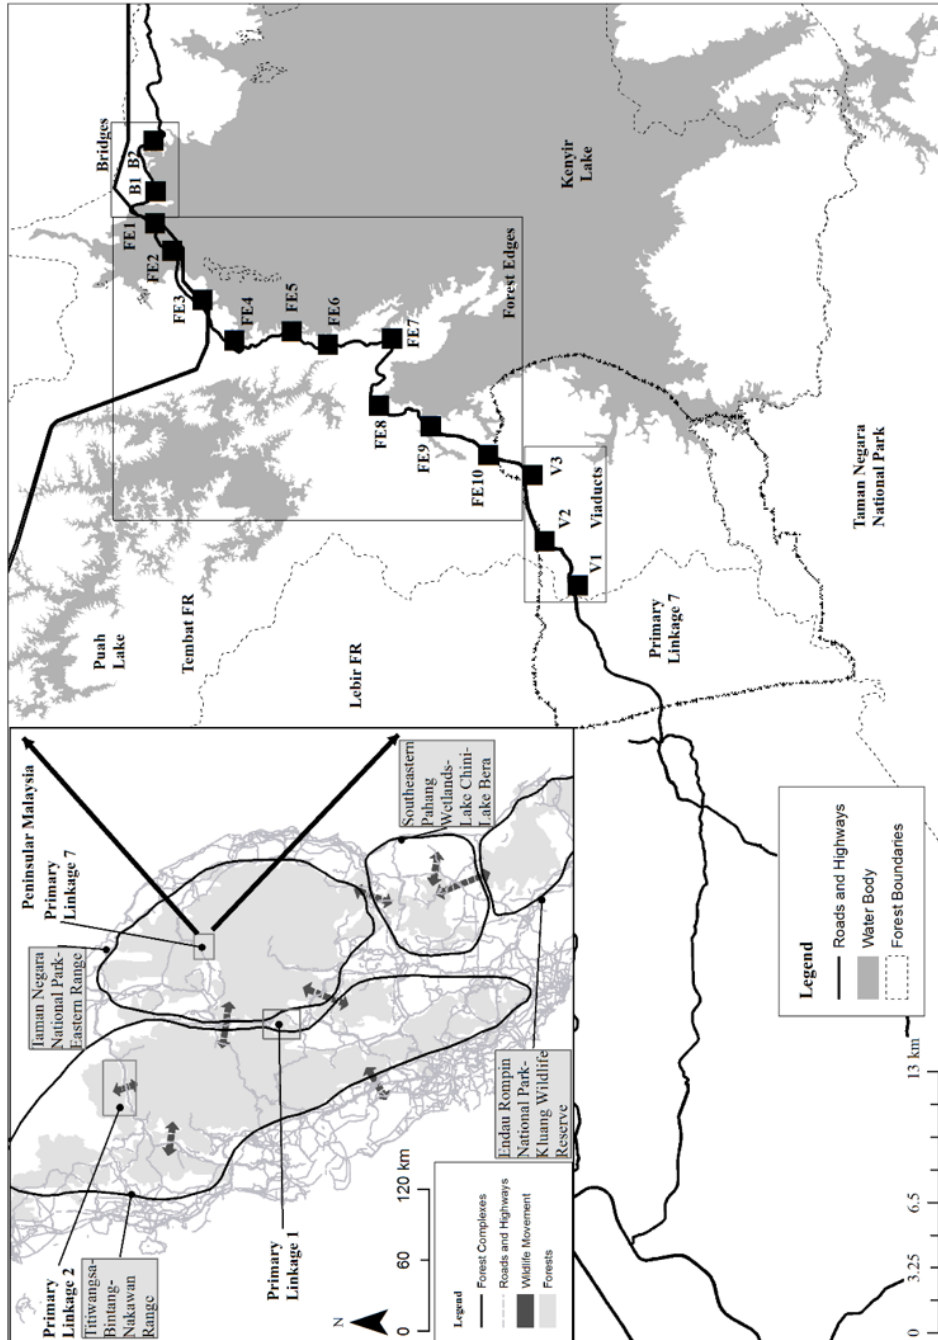 Peninsular Malaysia
Taman Negara
National Park-
Eastern Range
Primary
Linkage 7
Primary
Linkage 2
Titiwangsa-
Bintang-
Nakawan
Range
Primary
Linkage 1
Southeastern
Pahang
Wetlands-
Lake Chini-
Lake Bera
Endau Rompin
National Park-
Kluang Wildlife
Reserve
N
0 60 120 km
Legend
Forest Complexes
Roads and Highways
Wildlife Movement
Forests
Puah
Lake
Tembat FR
Lebir FR
Bridges
B1 B2
FE1
FE2
FE3
FE4
FE5
FE6
FE7
FE8
FE9
FE10
Forest Edges
V3
V2
V1
Viaducts
Kenyir
Lake
Primary
Linkage 7
Taman Negara
National Park
Legend
Roads and Highways
Water Body
Forest Boundaries
0 3.25 6.5 13 km